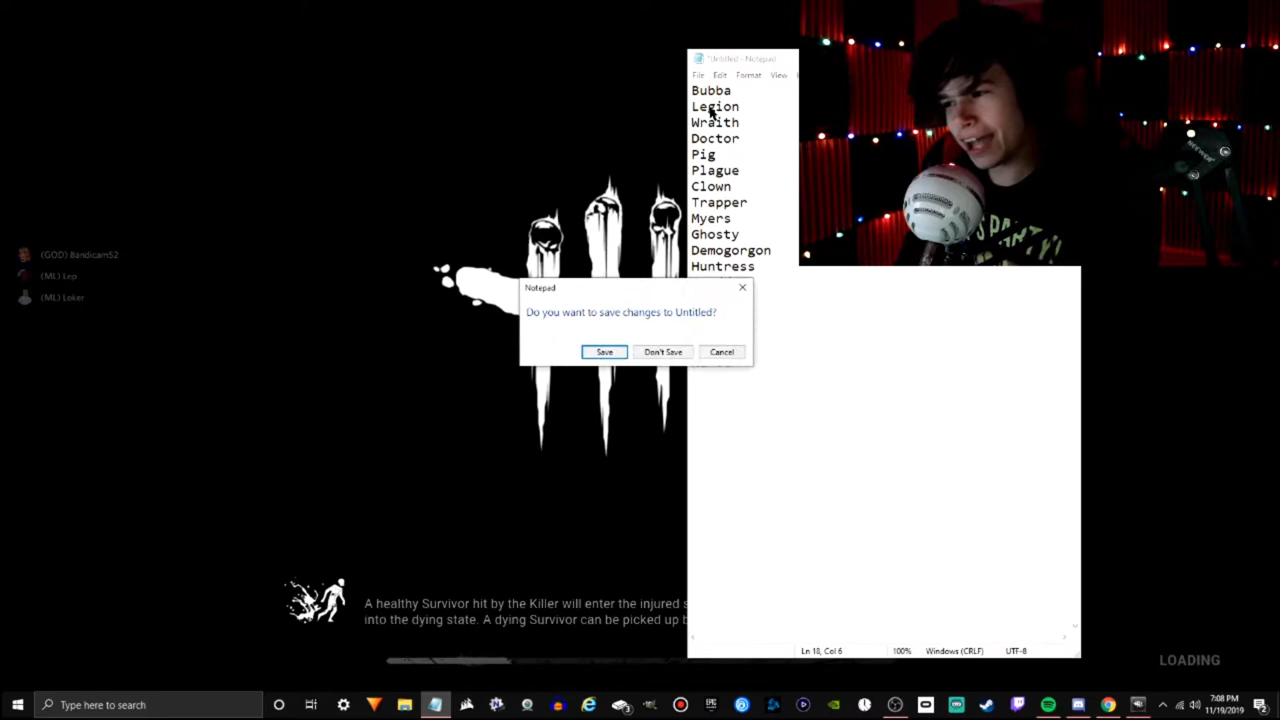 *Untitled - Notepad
File Edit Format View
Bubba
Legion
Wraith
Doctor
Pig
Plague
Clown
Trapper
Myers
Ghosty
Demogorgon
Huntress
Notepad
Do you want to save changes to Untitled?
Save Don't Save Cancel
(GOD) Bandicam52
(ML) Lep
(ML) Loker
A healthy Survivor hit by the Killer will enter the injured
into the dying state. A dying Survivor can be picked up
Ln 18, Col 6 100% Windows (CRLF) UTF-8
LOADING
Type here to search
7:08 PM
11/19/2019